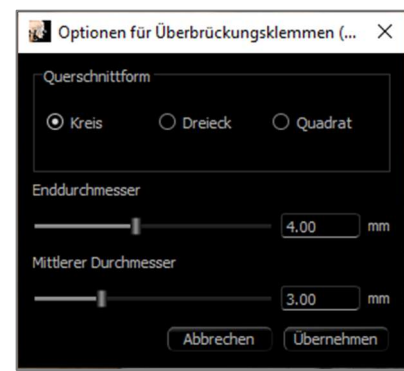 Optionen für Überbrückungsklemmen (...
Querschnittform
Kreis Dreieck Quadrat
Enddurchmesser
4.00 mm
Mittlerer Durchmesser
3.00 mm
Abbrechen Übernehmen